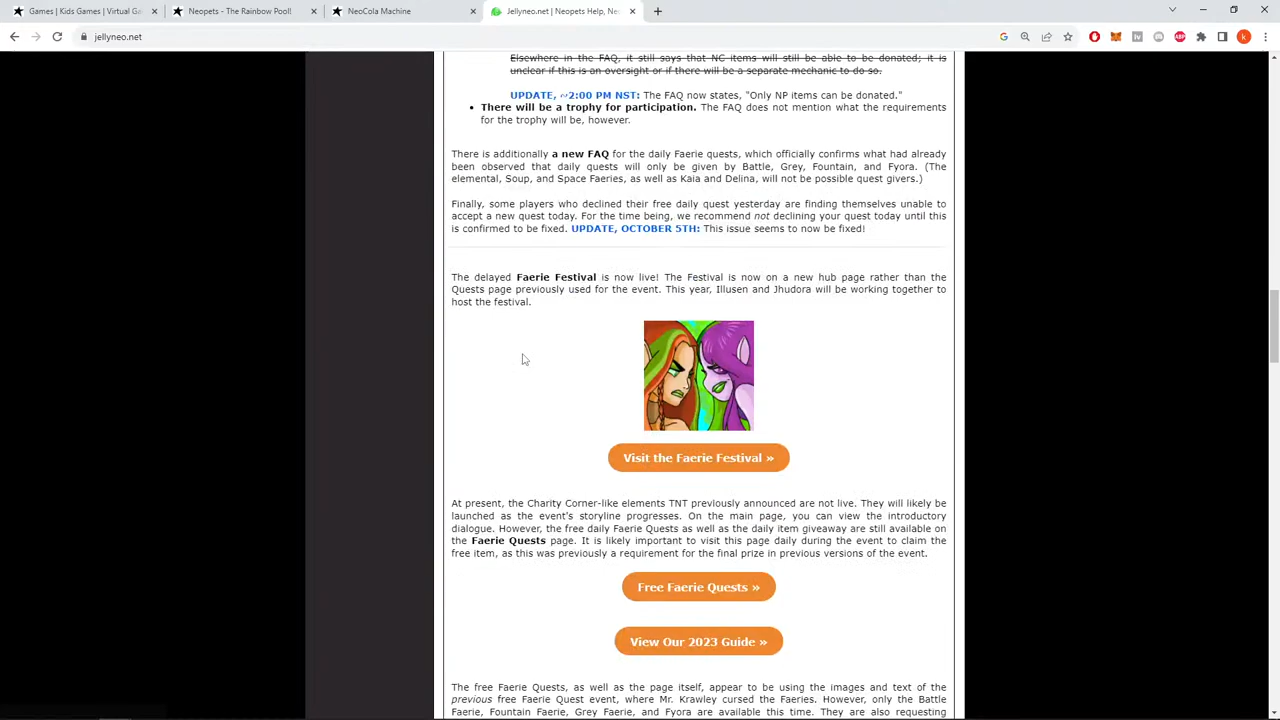 Games | Kids Games | Virtual Ga
Neopets - The Rainbow Pool!
NeoCola Machine
Jellyneo.net | Neopets Help, Ne
jellyneo.net
Elsewhere in the FAQ, it still says that NC items will still be able to be donated; it is
unclear if this is an oversight or if there will be a separate mechanic to do so.
UPDATE, ~2:00 PM NST: The FAQ now states, "Only NP items can be donated."
• There will be a trophy for participation. The FAQ does not mention what the requirements
for the trophy will be, however.
There is additionally a new FAQ for the daily Faerie quests, which officially confirms what had already
been observed that daily quests will only be given by Battle, Grey, Fountain, and Fyora. (The
elemental, Soup, and Space Faeries, as well as Kaia and Delina, will not be possible quest givers.)
Finally, some players who declined their free daily quest yesterday are finding themselves unable to
accept a new quest today. For the time being, we recommend not declining your quest today until this
is confirmed to be fixed. UPDATE, OCTOBER 5TH: This issue seems to now be fixed!
The delayed Faerie Festival is now live! The Festival is now on a new hub page rather than the
Quests page previously used for the event. This year, Illusen and Jhudora will be working together to
host the festival.
Visit the Faerie Festival »
At present, the Charity Corner-like elements TNT previously announced are not live. They will likely be
launched as the event's storyline progresses. On the main page, you can view the introductory
dialogue. However, the free daily Faerie Quests as well as the daily item giveaway are still available on
the Faerie Quests page. It is likely important to visit this page daily during the event to claim the
free item, as this was previously a requirement for the final prize in previous versions of the event.
Free Faerie Quests »
View Our 2023 Guide »
The free Faerie Quests, as well as the page itself, appear to be using the images and text of the
previous free Faerie Quest event, where Mr. Krawley cursed the Faeries. However, only the Battle
Faerie, Fountain Faerie, Grey Faerie, and Fyora are available this time. They are also requesting